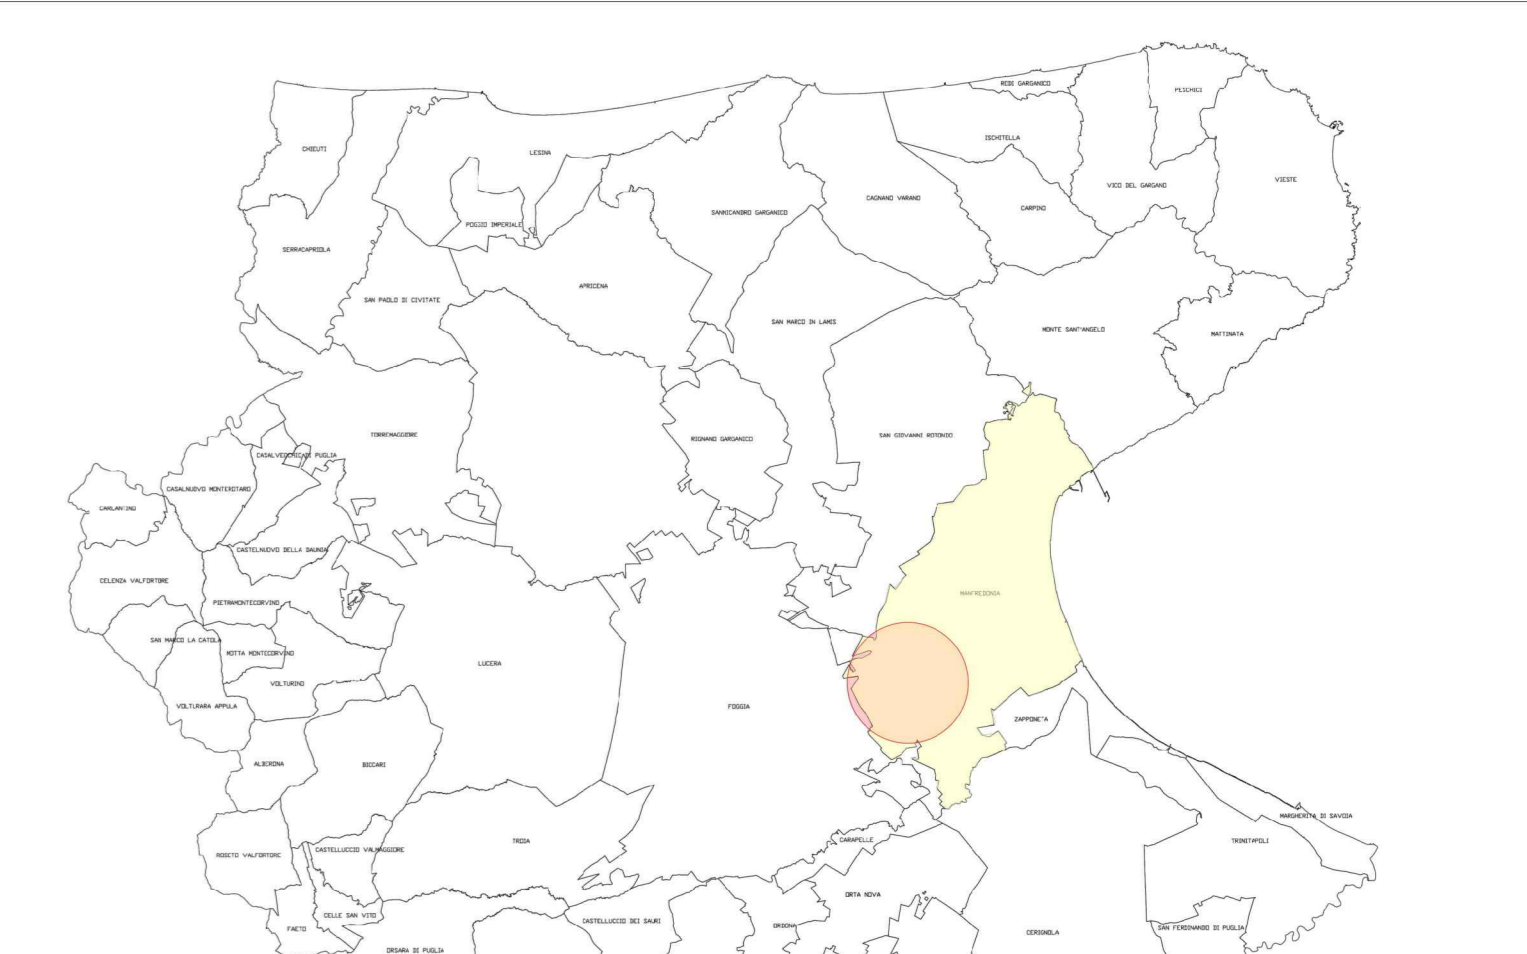 RODI GARGANICO
PESCHICI
ISCHITELLA
CHIEUTI
LESINA
VIESTE
VICO DEL GARGANO
CAGNANO VARANO
CARPINO
SANNICANDRO GARGANICO
POGGIO IMPERIALE
SERRACAPRIOLA
APRICENA
SAN PAOLO DI CIVITATE
SAN MARCO IN LAMIS
MONTE SANT'ANGELO
MATTINATA
TORREMAGGIORE
SAN GIOVANNI ROTONDO
RIGNANO GARGANICO
CASALVECCHIO DI PUGLIA
CASALNUOVO MONTEROTARO
CARLANTINO
CASTELNUOVO DELLA DAUNIA
CELENZA VALFORTORE
MANFREDONIA
PIETRAMONTECORVINO
SAN MARCO LA CATOLA
MOTTA MONTECORVINO
LUCERA
VOLTURINO
VOLTURARA APPULA
FOGGIA
ZAPPONETA
ALBERONA
BICCARI
MARGHERITA DI SAVOIA
TROIA
CARAPELLE
TRINITAPOLI
CASTELLUCCIO VALMAGGIORE
ROSETO VALFORTORE
ORTA NOVA
CELLE SAN VITO
CASTELLUCCIO DEI SAURI
ORDONA
FAETO
SAN FERDINANDO DI PUGLIA
CERIGNOLA
ORSARA DI PUGLIA